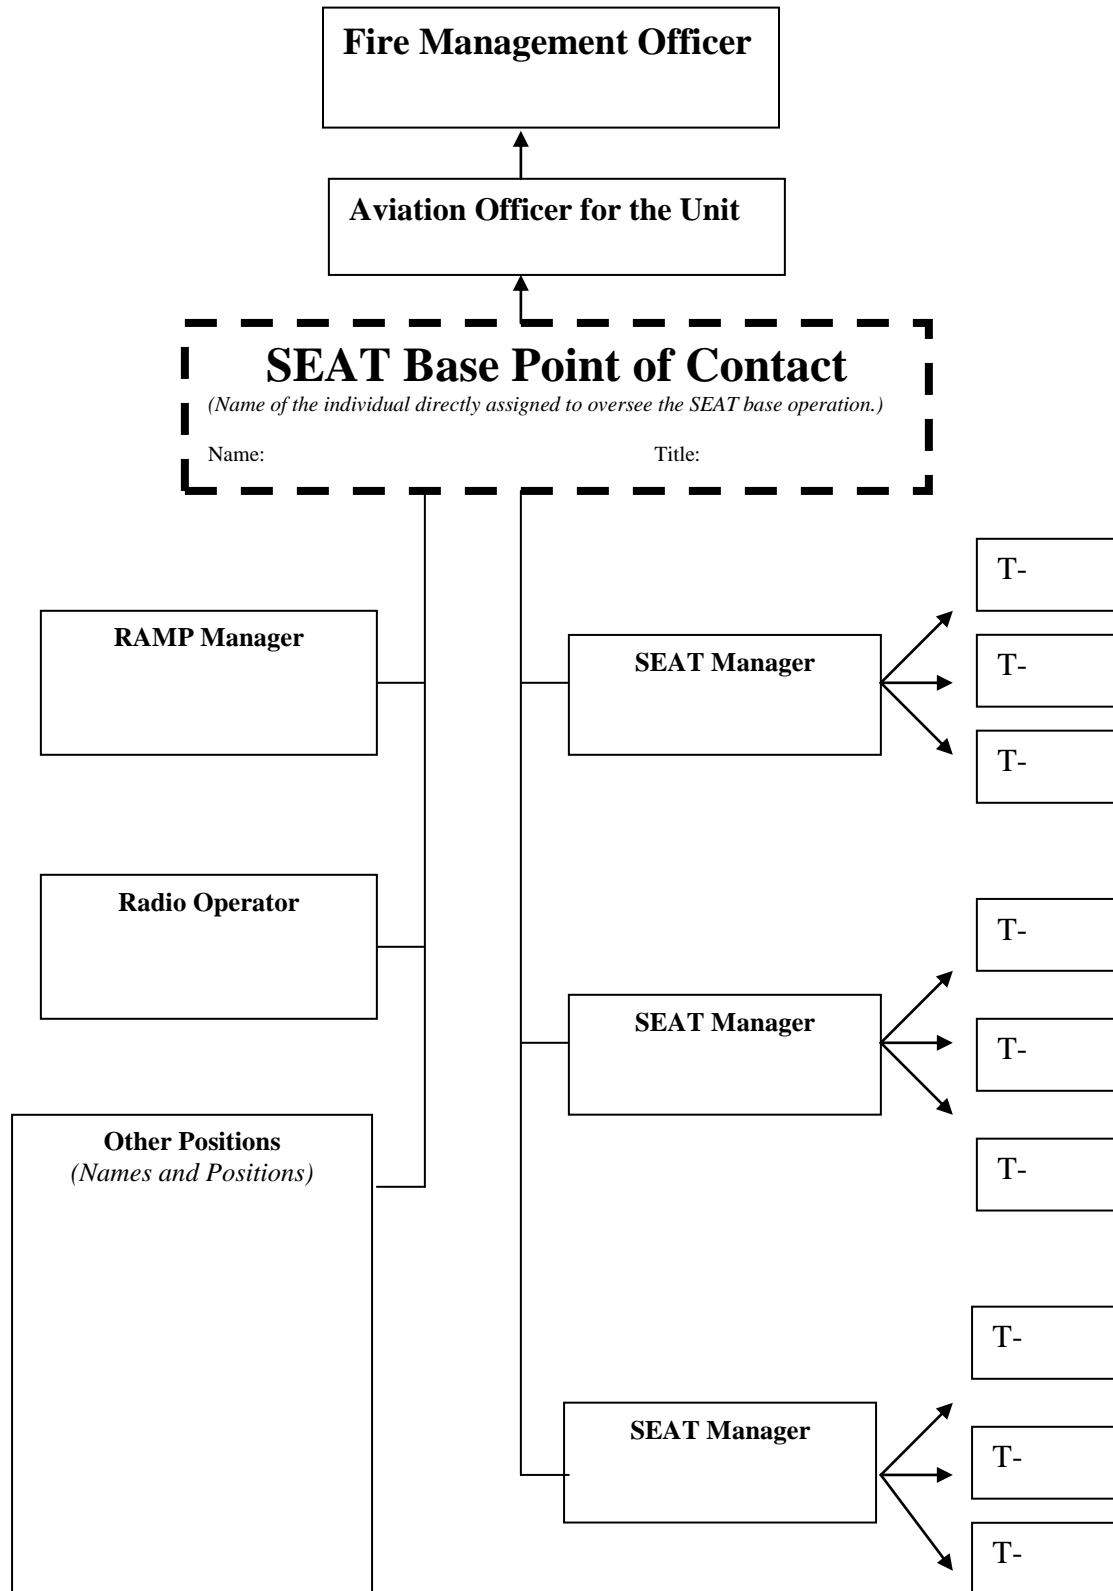 Fire Management Officer
Aviation Officer for the Unit
SEAT Base Point of Contact
(Name of the individual directly assigned to oversee the SEAT base operation.)
Name: Title:
T-
RAMP Manager
SEAT Manager
T-
T-
Radio Operator
T-
SEAT Manager
T-
Other Positions
(Names and Positions)
T-
T-
SEAT Manager
T-
T-